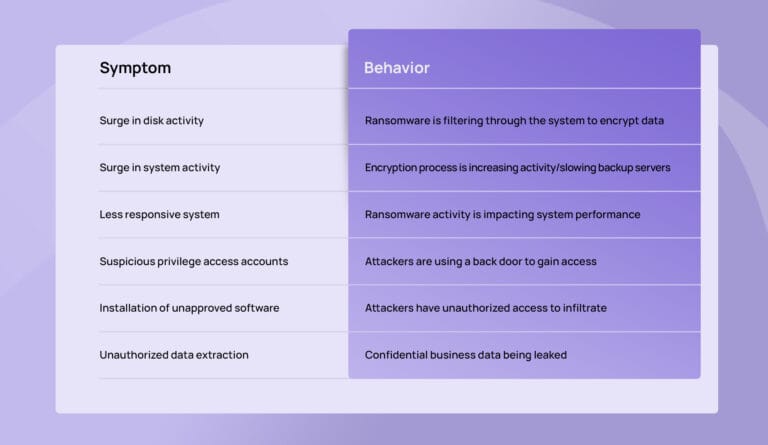 Symptom Behavior
Surge in disk activity Ransomware is filtering through the system to encrypt data
Surge in system activity Encryption process is increasing activity/slowing backup servers
Less responsive system Ransomware activity is impacting system performance
Suspicious privilege access accounts Attackers are using a back door to gain access
Installation of unapproved software Attackers have unauthorized access to infiltrate
Unauthorized data extraction Confidential business data being leaked